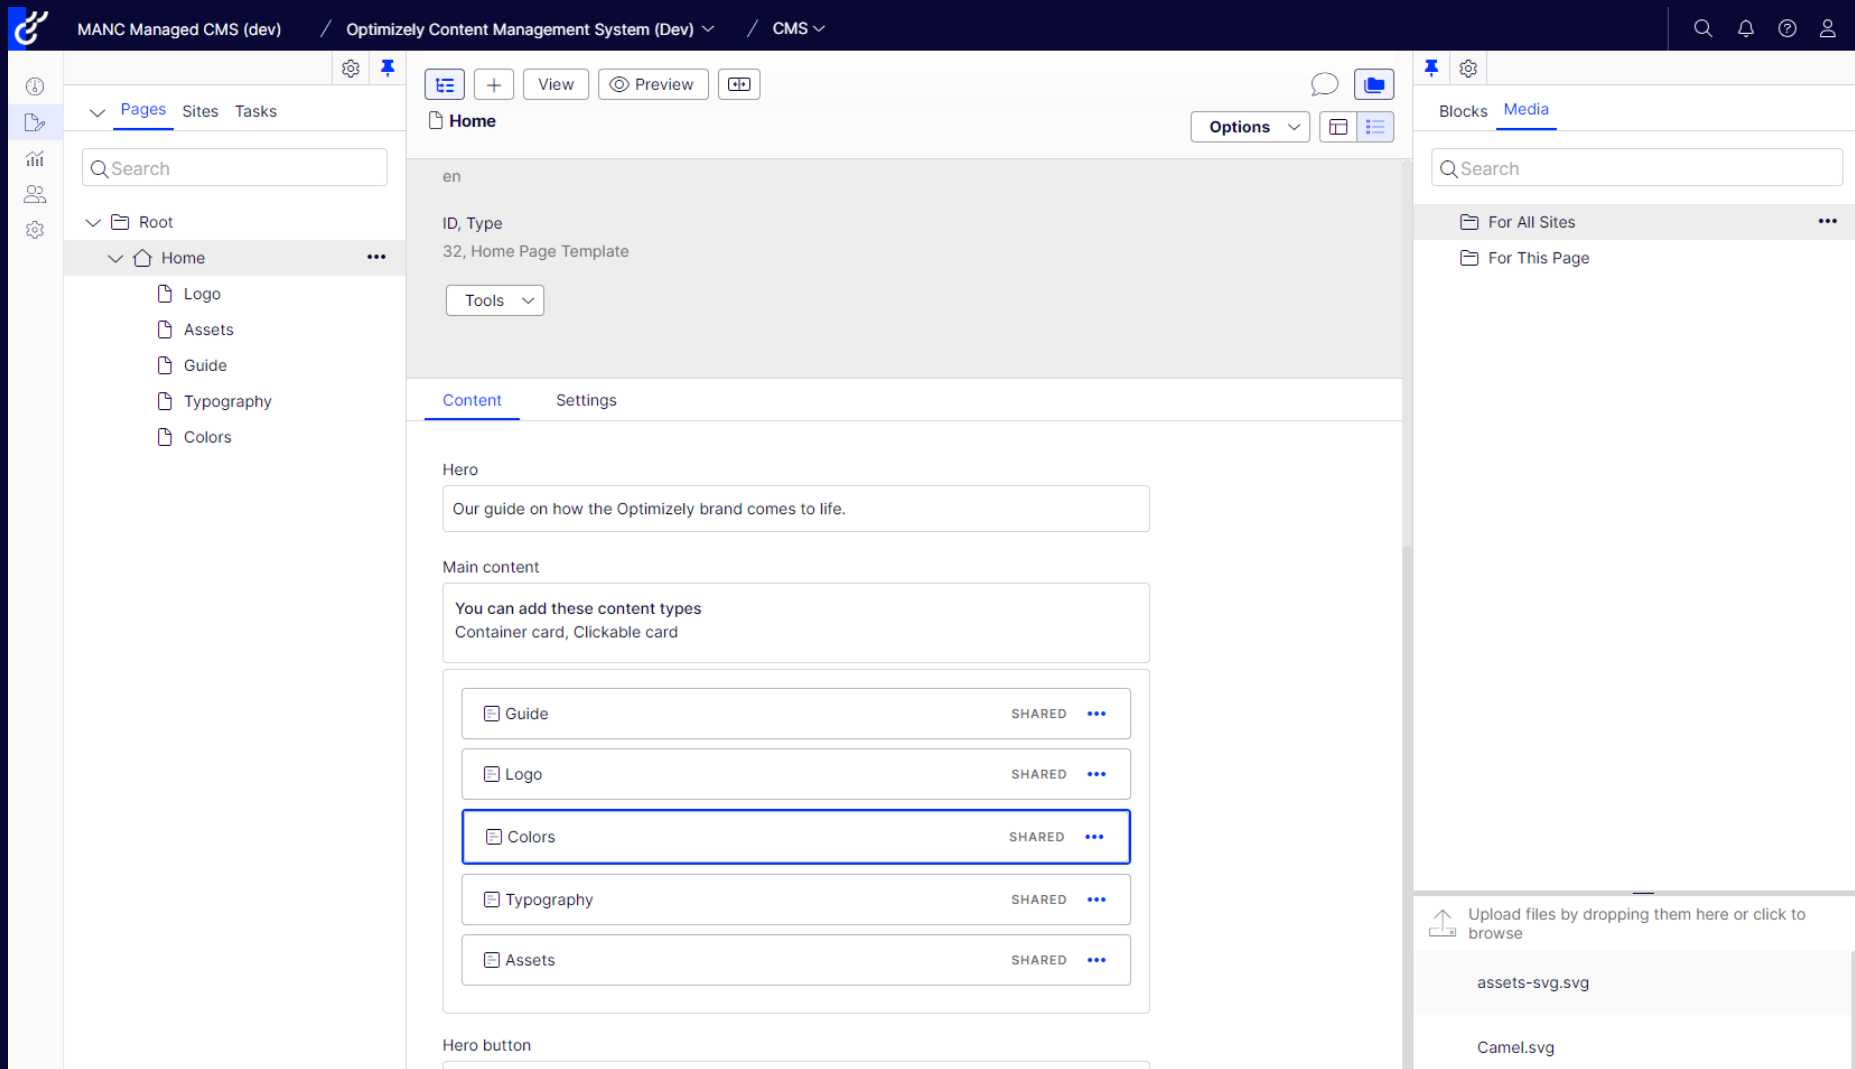 MANC Managed CMS (dev) / Optimizely Content Management System (Dev) / CMS
Pages Sites Tasks
Search
Root
Home
Logo
Assets
Guide
Typography
Colors
View Preview
Home
Options
en
ID, Type
32, Home Page Template
Tools
Content Settings
Hero
Our guide on how the Optimizely brand comes to life.
Main content
You can add these content types
Container card, Clickable card
Guide SHARED
Logo SHARED
Colors SHARED
Typography SHARED
Assets SHARED
Hero button
Blocks Media
Search
For All Sites
For This Page
Upload files by dropping them here or click to
browse
assets-svg.svg
Camel.svg